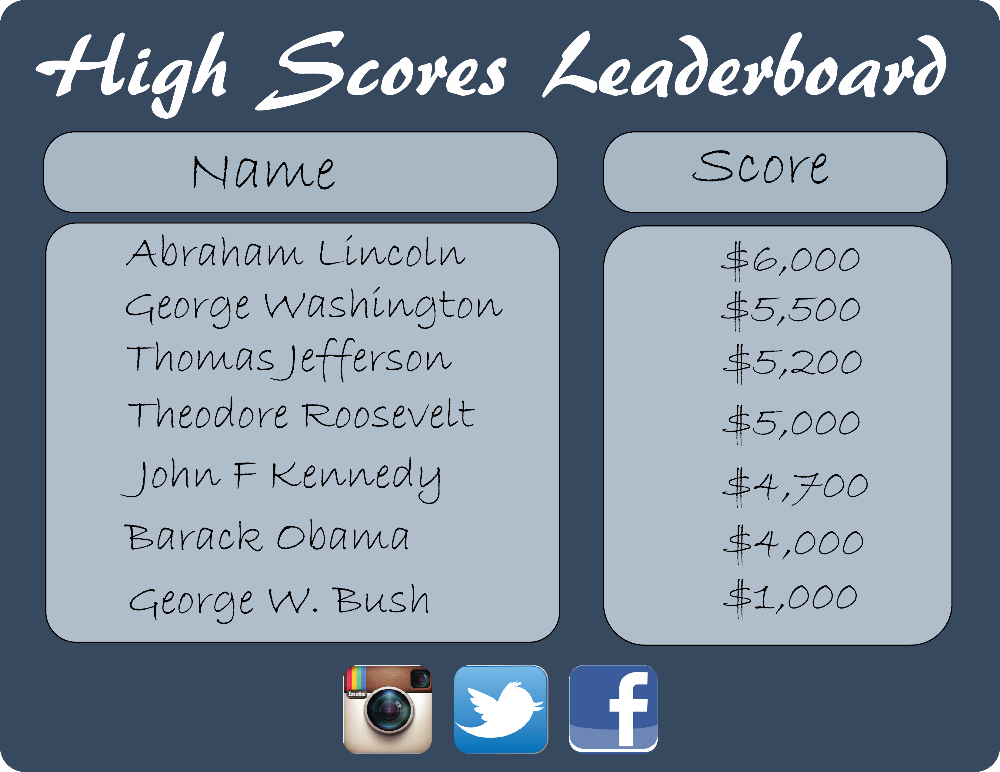 High Scores Leaderboard
Name Score
Abraham Lincoln $6,000
George Washington $5,500
Thomas Jefferson $5,200
Theodore Roosevelt $5,000
John F Kennedy $4,700
Barack Obama $4,000
George W. Bush $1,000
Insta
f